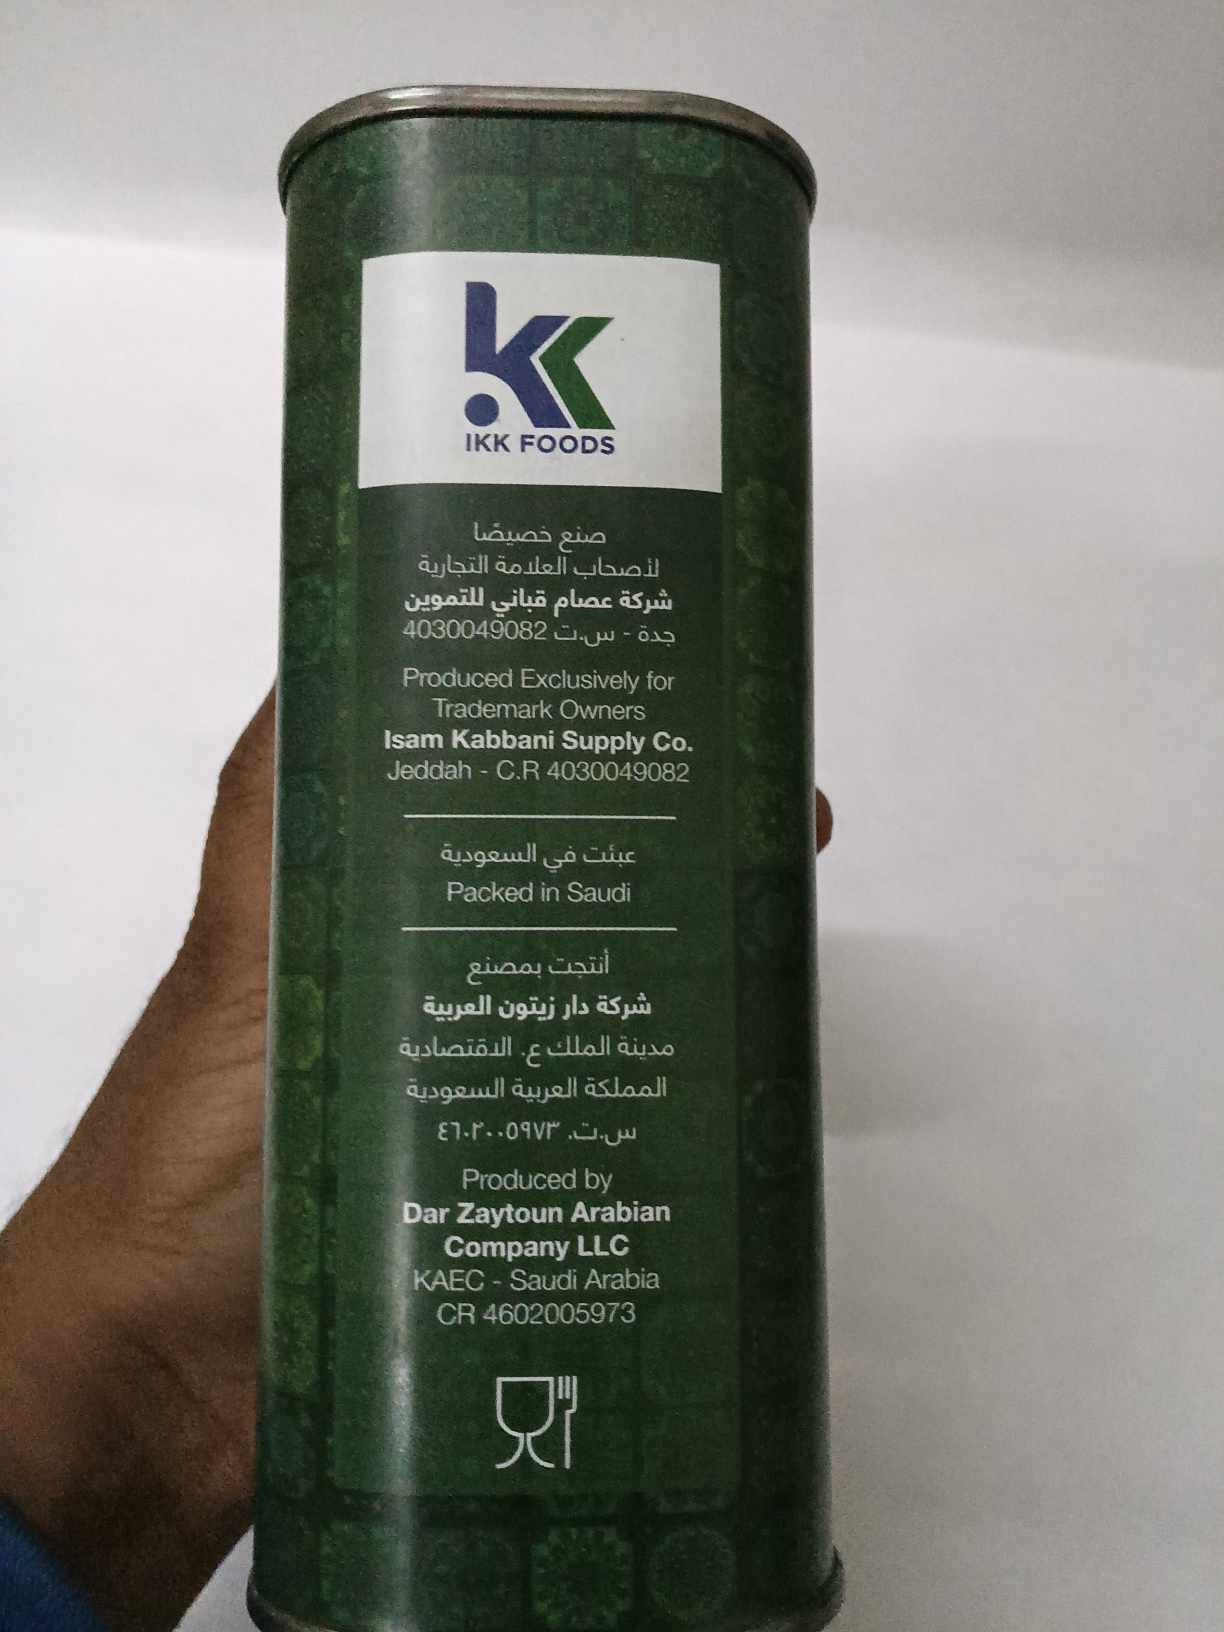 IKK FOODS
صنع خصيصًا
لأصحاب العلامة التجارية
شركة عصام قباني للتموين
جدة - س.ت 4030049082
Produced Exclusively for
Trademark Owners
Isam Kabbani Supply Co.
Jeddah - C.R 4030049082
عبئت في السعودية
Packed in Saudi
أنتجت بمصنع
شركة دار زيتون العربية
مدينة الملك ع. الاقتصادية
المملكة العربية السعودية
س.ت. ٤٦٠٢٠٠٥٩٧٣
Produced by
Dar Zaytoun Arabian
Company LLC
KAEC - Saudi Arabia
CR 4602005973